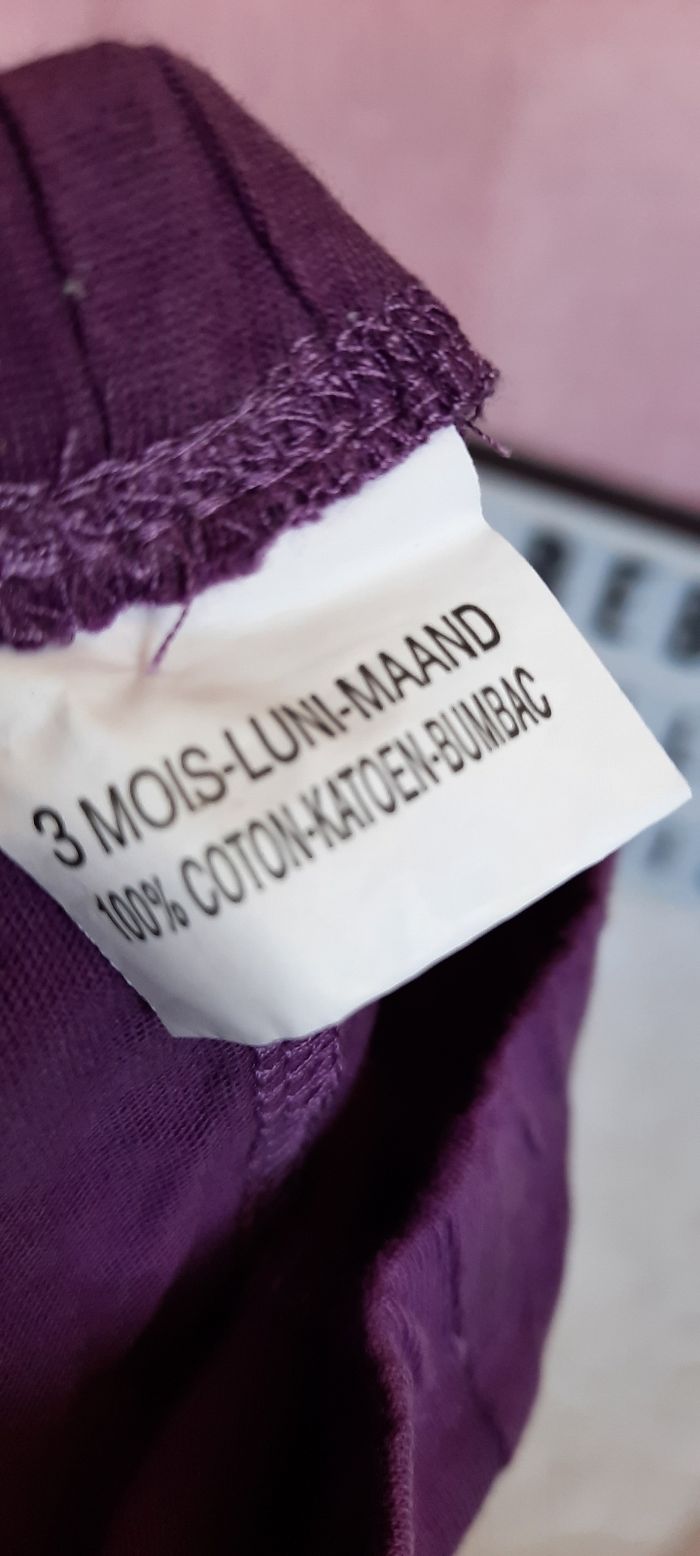 3 MOIS-LUNI-MAAND
100% COTON-KATOEN-BUMBAC